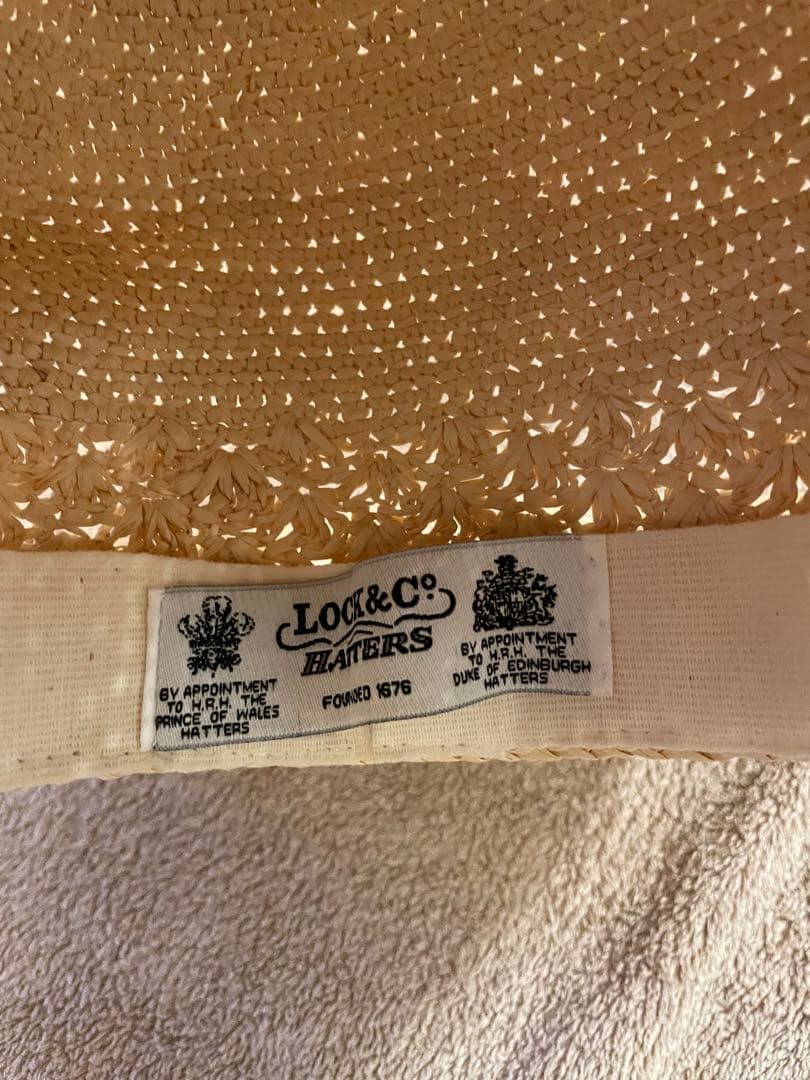 LOCK & Cº
HATTERS
FOUNDED 1676
BY APPOINTMENT
TO H.R.H. THE
PRINCE OF WALES
HATTERS
BY APPOINTMENT
TO H.R.H. THE
DUKE OF EDINBURGH
HATTERS